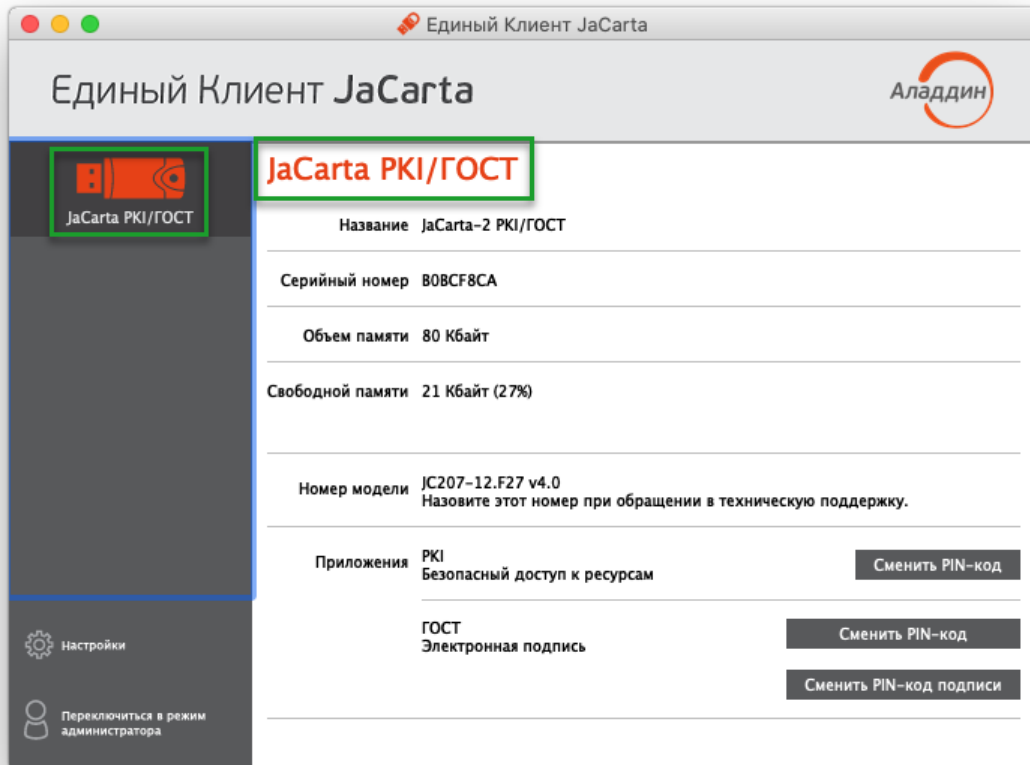 Единый Клиент JaCarta
Единый Клиент JaCarta
Аладдин
JaCarta PKI/ГОСТ
JaCarta PKI/ГОСТ
Название JaCarta-2 PKI/ГОСТ
Серийный номер B0BCF8CA
Объем памяти 80 Кбайт
Свободной памяти 21 Кбайт (27%)
Номер модели JC207-12.F27 v4.0
Назовите этот номер при обращении в техническую поддержку.
Приложения PKI
Безопасный доступ к ресурсам
Сменить PIN-код
ГОСТ
Электронная подпись
Сменить PIN-код
Сменить PIN-код подписи
Настройки
Переключиться в режим
администратора